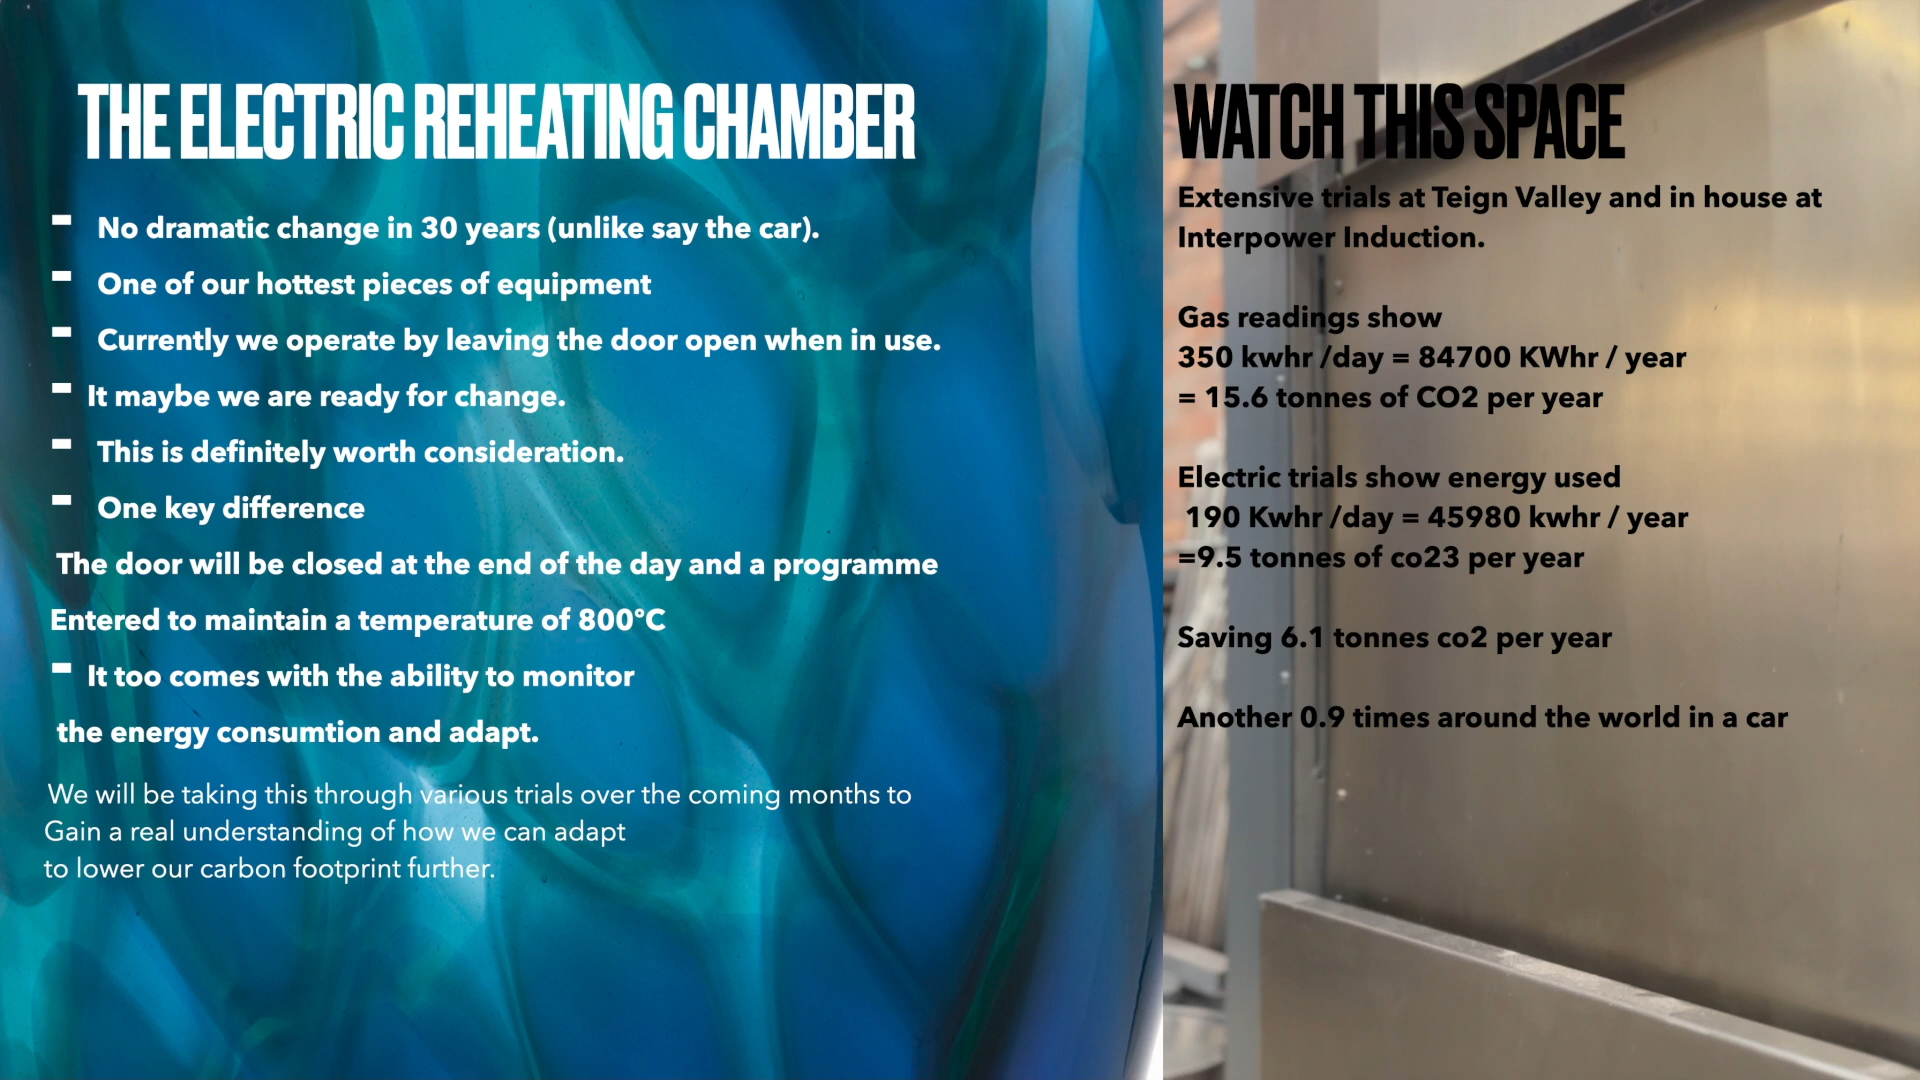 THE ELECTRIC REHEATING CHAMBER
- No dramatic change in 30 years (unlike say the car).
- One of our hottest pieces of equipment
- Currently we operate by leaving the door open when in use.
- It maybe we are ready for change.
- This is definitely worth consideration.
- One key difference
The door will be closed at the end of the day and a programme
Entered to maintain a temperature of 800°C
- It too comes with the ability to monitor
the energy consumtion and adapt.
We will be taking this through various trials over the coming months to
Gain a real understanding of how we can adapt
to lower our carbon footprint further.
WATCH THIS SPACE
Extensive trials at Teign Valley and in house at
Interpower Induction.
Gas readings show
350 kwhr /day = 84700 KWhr / year
= 15.6 tonnes of CO2 per year
Electric trials show energy used
190 Kwhr /day = 45980 kwhr / year
=9.5 tonnes of co23 per year
Saving 6.1 tonnes co2 per year
Another 0.9 times around the world in a car